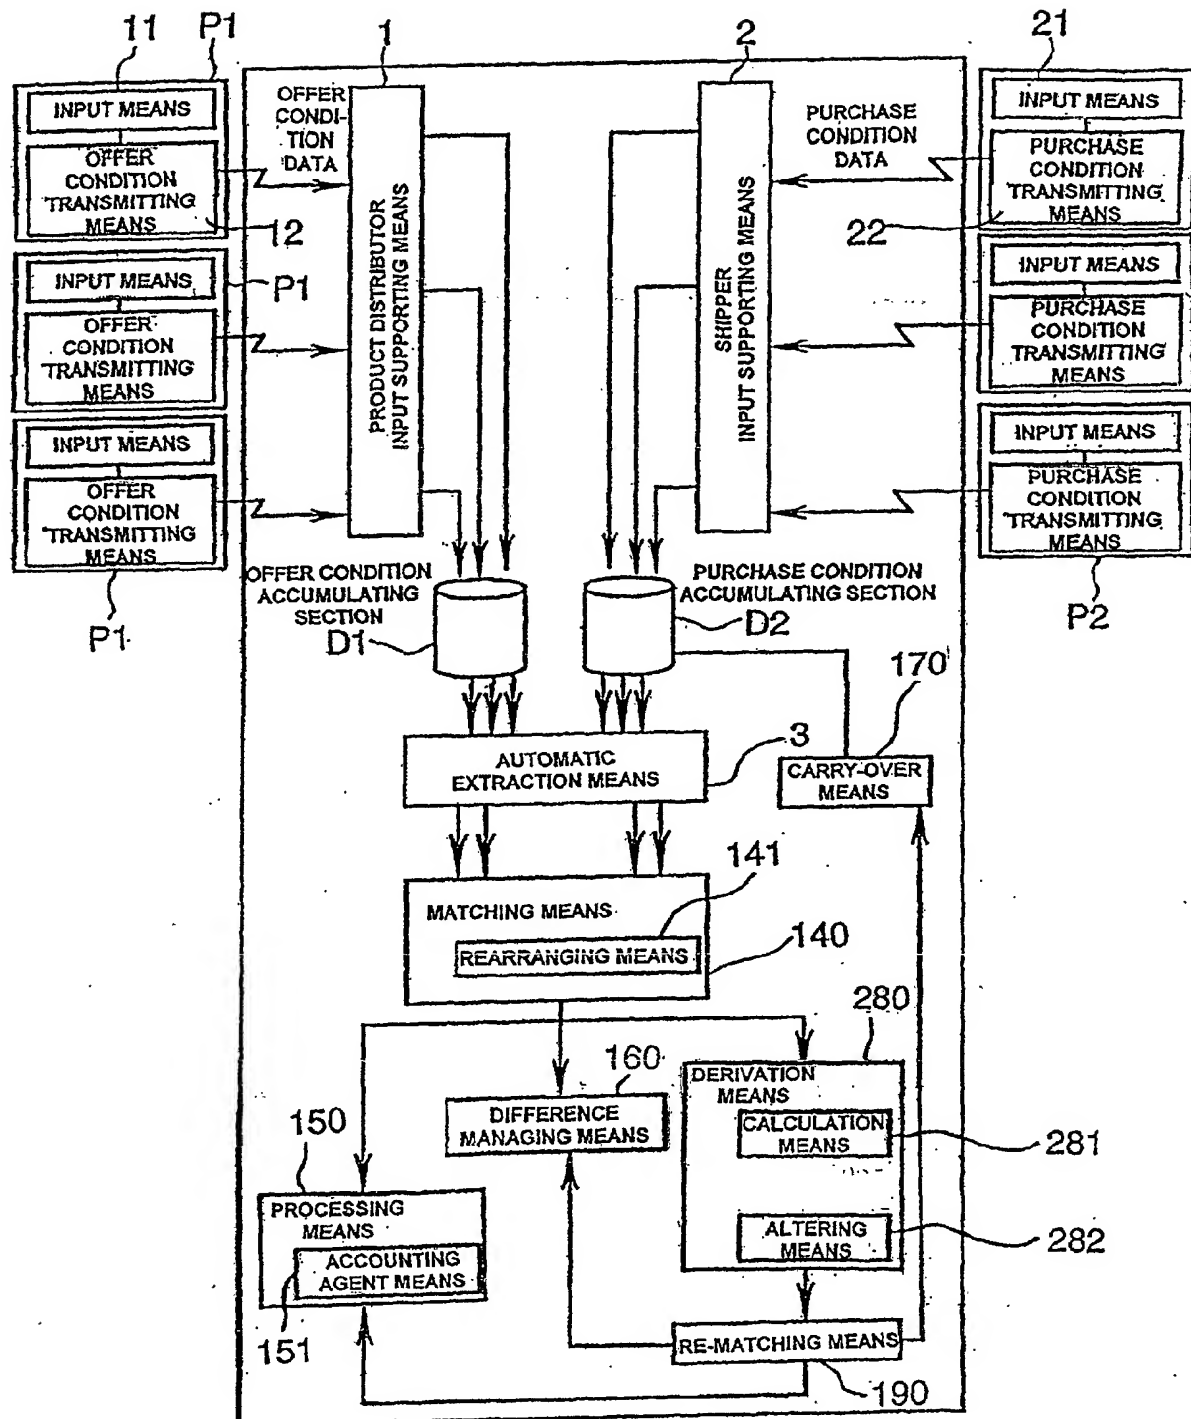 11
P1
1
2
21
INPUT MEANS
OFFER
CONDITION
TRANSMITTING
MEANS
12
OFFER
CONDI-
TION
DATA
PRODUCT DISTRIBUTOR
INPUT SUPPORTING MEANS
SHIPPER
INPUT SUPPORTING MEANS
PURCHASE
CONDITION
DATA
INPUT MEANS
PURCHASE
CONDITION
TRANSMITTING
MEANS
22
INPUT MEANS
P1
OFFER
CONDITION
TRANSMITTING
MEANS
INPUT MEANS
PURCHASE
CONDITION
TRANSMITTING
MEANS
INPUT MEANS
OFFER
CONDITION
TRANSMITTING
MEANS
P1
INPUT MEANS
PURCHASE
CONDITION
TRANSMITTING
MEANS
P2
OFFER CONDITION
ACCUMULATING
SECTION
D1
PURCHASE CONDITION
ACCUMULATING SECTION
D2
170
AUTOMATIC
EXTRACTION MEANS
3
CARRY-OVER
MEANS
141
MATCHING MEANS
REARRANGING MEANS
140
280
160
DERIVATION
MEANS
DIFFERENCE
MANAGING MEANS
CALCULATION
MEANS
281
150
PROCESSING
MEANS
ACCOUNTING
AGENT MEANS
151
ALTERING
MEANS
282
RE-MATCHING MEANS
190